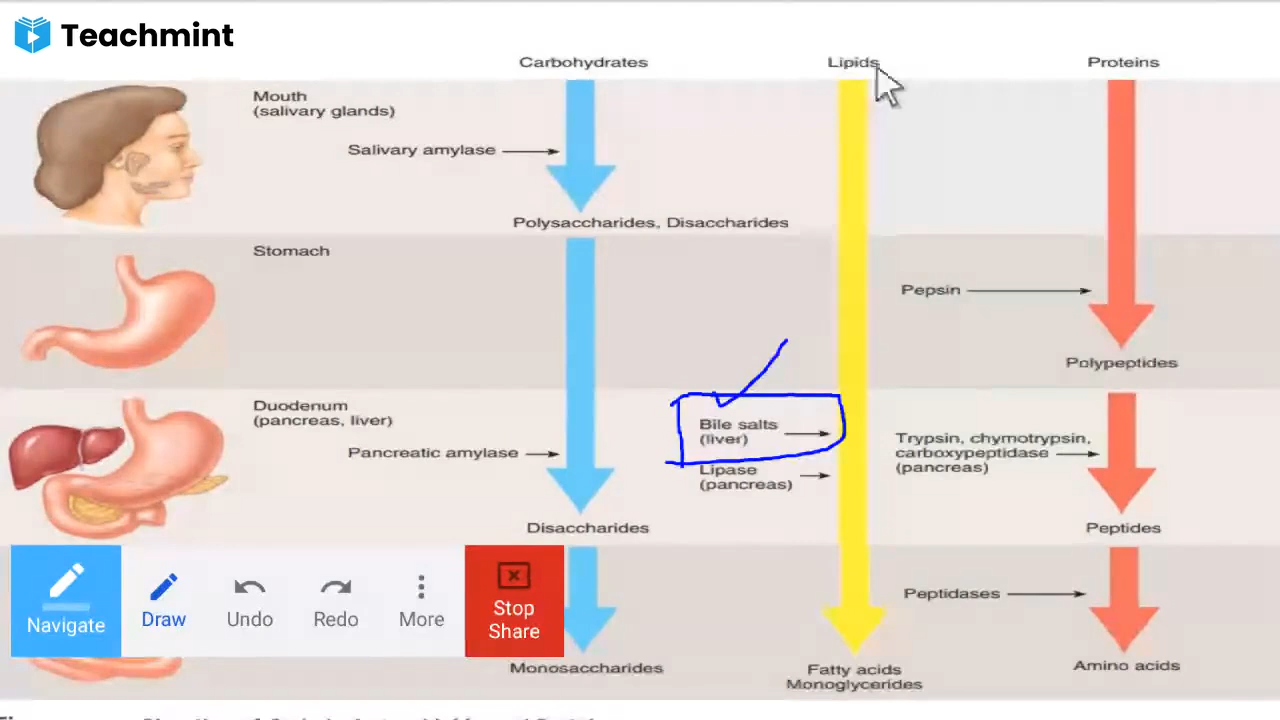 Teachmint
Carbohydrates
Lipids
Proteins
Mouth
(salivary glands)
Salivary amylase
Polysaccharides, Disaccharides
Stomach
Pepsin
Polypeptides
Duodenum
(pancreas, liver)
Pancreatic amylase
Bile salts
(liver)
Lipase
(pancreas)
Trypsin, chymotrypsin,
carboxypeptidase
(pancreas)
Disaccharides
Peptides
Navigate
Draw
Undo
Redo
More
Stop
Share
Peptidases
Monosaccharides
Fatty acids
Monoglycerides
Amino acids